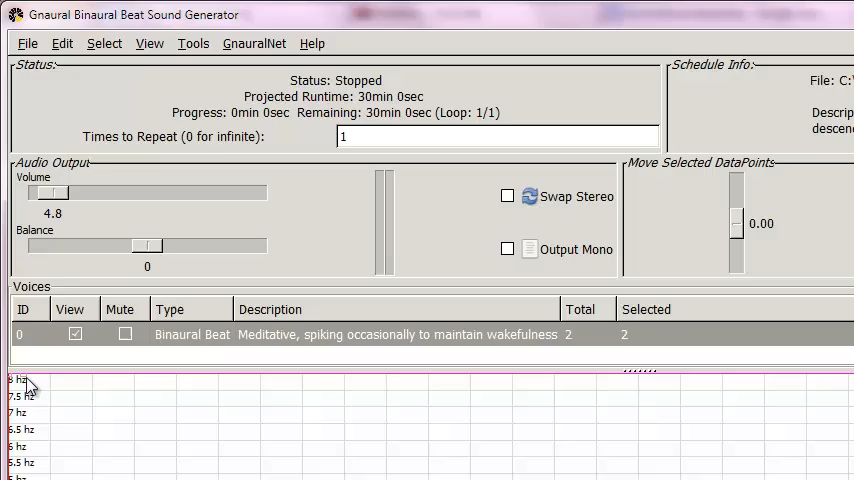 Gnaural Binaural Beat Sound Generator
File Edit Select View Tools GnauralNet Help
Status: Schedule Info:
Status: Stopped File: C:\
Projected Runtime: 30min 0sec
Progress: 0min 0sec Remaining: 30min 0sec (Loop: 1/1) Descrip
descen
Times to Repeat (0 for infinite): 1
Audio Output Move Selected DataPoints
Volume
Swap Stereo
4.8 0.00
Balance
Output Mono
0
Voices
ID View Mute Type Description Total Selected
0 Binaural Beat Meditative, spiking occasionally to maintain wakefulness 2 2
8 hz
7.5 hz
7 hz
6.5 hz
6 hz
5.5 hz